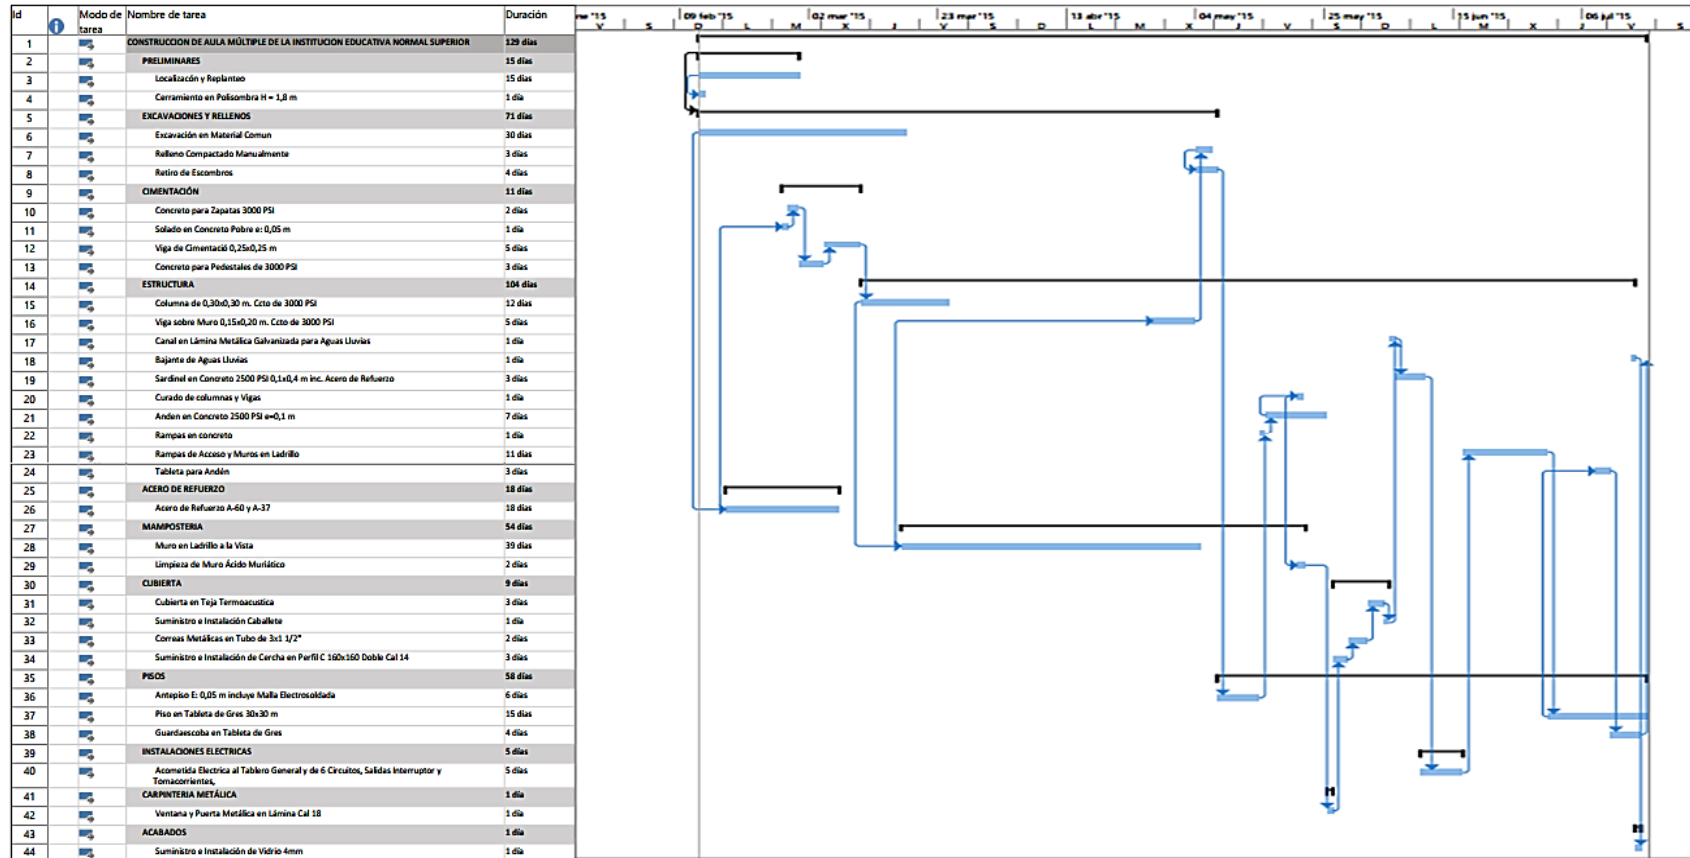 Id Modo de tarea Nombre de tarea Duración ne '15 09 feb '15 02 mar '15 23 mar '15 13 abr '15 04 may '15 25 may '15 15 jun '15 06 jul '15
V S D L M X J V S D L M X J V S D L M X J V S
1 CONSTRUCCION DE AULA MÚLTIPLE DE LA INSTITUCION EDUCATIVA NORMAL SUPERIOR 129 días
2 PRELIMINARES 15 días
3 Localizacón y Replanteo 15 días
4 Cerramiento en Polisombra H = 1,8 m 1 día
5 EXCAVACIONES Y RELLENOS 71 días
6 Excavación en Material Comun 30 días
7 Relleno Compactado Manualmente 3 días
8 Retiro de Escombros 4 días
9 CIMENTACIÓN 11 días
10 Concreto para Zapatas 3000 PSI 2 días
11 Solado en Concreto Pobre e: 0,05 m 1 día
12 Viga de Cimentació 0,25x0,25 m 5 días
13 Concreto para Pedestales de 3000 PSI 3 días
14 ESTRUCTURA 104 días
15 Columna de 0,30x0,30 m. Ccto de 3000 PSI 12 días
16 Viga sobre Muro 0,15x0,20 m. Ccto de 3000 PSI 5 días
17 Canal en Lámina Metálica Galvanizada para Aguas Lluvias 1 día
18 Bajante de Aguas Lluvias 1 día
19 Sardinel en Concreto 2500 PSI 0,1x0,4 m inc. Acero de Refuerzo 3 días
20 Curado de columnas y Vigas 1 día
21 Anden en Concreto 2500 PSI e=0,1 m 7 días
22 Rampas en concreto 1 día
23 Rampas de Acceso y Muros en Ladrillo 11 días
24 Tableta para Andén 3 días
25 ACERO DE REFUERZO 18 días
26 Acero de Refuerzo A-60 y A-37 18 días
27 MAMPOSTERIA 54 días
28 Muro en Ladrillo a la Vista 39 días
29 Limpieza de Muro Ácido Muriático 2 días
30 CUBIERTA 9 días
31 Cubierta en Teja Termoacustica 3 días
32 Suministro e Instalación Caballete 1 día
33 Correas Metálicas en Tubo de 3x1 1/2" 2 días
34 Suministro e Instalación de Cercha en Perfil C 160x160 Doble Cal 14 3 días
35 PISOS 58 días
36 Antepiso E: 0,05 m incluye Malla Electrosoldada 6 días
37 Piso en Tableta de Gres 30x30 m 15 días
38 Guardaescoba en Tableta de Gres 4 días
39 INSTALACIONES ELECTRICAS 5 días
40 Acometida Electrica al Tablero General y de 6 Circuitos, Salidas Interruptor y 5 días
Tomacorrientes,
41 CARPINTERIA METÁLICA 1 día
42 Ventana y Puerta Metálica en Lámina Cal 18 1 día
43 ACABADOS 1 día
44 Suministro e Instalación de Vidrio 4mm 1 día